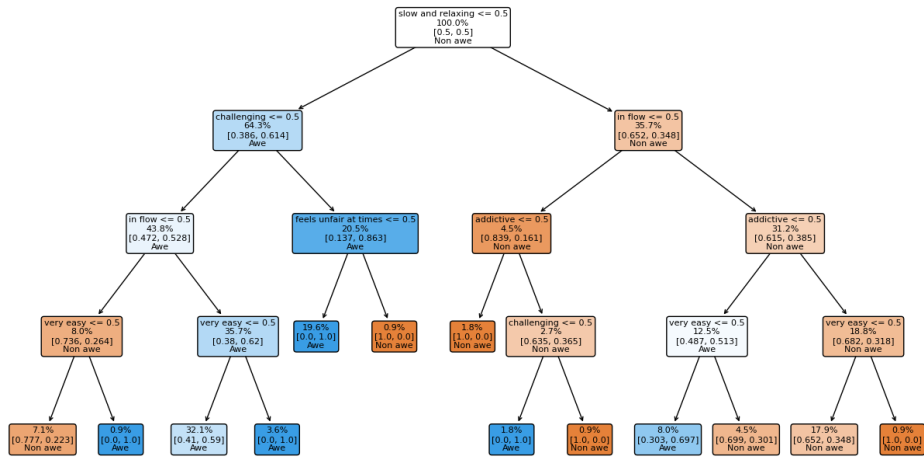 slow and relaxing <= 0.5
100.0%
[0.5, 0.5]
Non awe
challenging <= 0.5
64.3%
[0.386, 0.614]
Awe
in flow <= 0.5
35.7%
[0.652, 0.348]
Non awe
in flow <= 0.5
43.8%
[0.472, 0.528]
Awe
feels unfair at times <= 0.5
20.5%
[0.137, 0.863]
Awe
addictive <= 0.5
4.5%
[0.839, 0.161]
Non awe
addictive <= 0.5
31.2%
[0.615, 0.385]
Non awe
very easy <= 0.5
8.0%
[0.736, 0.264]
Non awe
very easy <= 0.5
35.7%
[0.38, 0.62]
Awe
19.6%
[0.0, 1.0]
Awe
0.9%
[1.0, 0.0]
Non awe
1.8%
[1.0, 0.0]
Non awe
challenging <= 0.5
2.7%
[0.635, 0.365]
Non awe
very easy <= 0.5
12.5%
[0.487, 0.513]
Awe
very easy <= 0.5
18.8%
[0.682, 0.318]
Non awe
7.1%
[0.777, 0.223]
Non awe
0.9%
[0.0, 1.0]
Awe
32.1%
[0.41, 0.59]
Awe
3.6%
[0.0, 1.0]
Awe
1.8%
[0.0, 1.0]
Awe
0.9%
[1.0, 0.0]
Non awe
8.0%
[0.303, 0.697]
Awe
4.5%
[0.699, 0.301]
Non awe
17.9%
[0.652, 0.348]
Non awe
0.9%
[1.0, 0.0]
Non awe